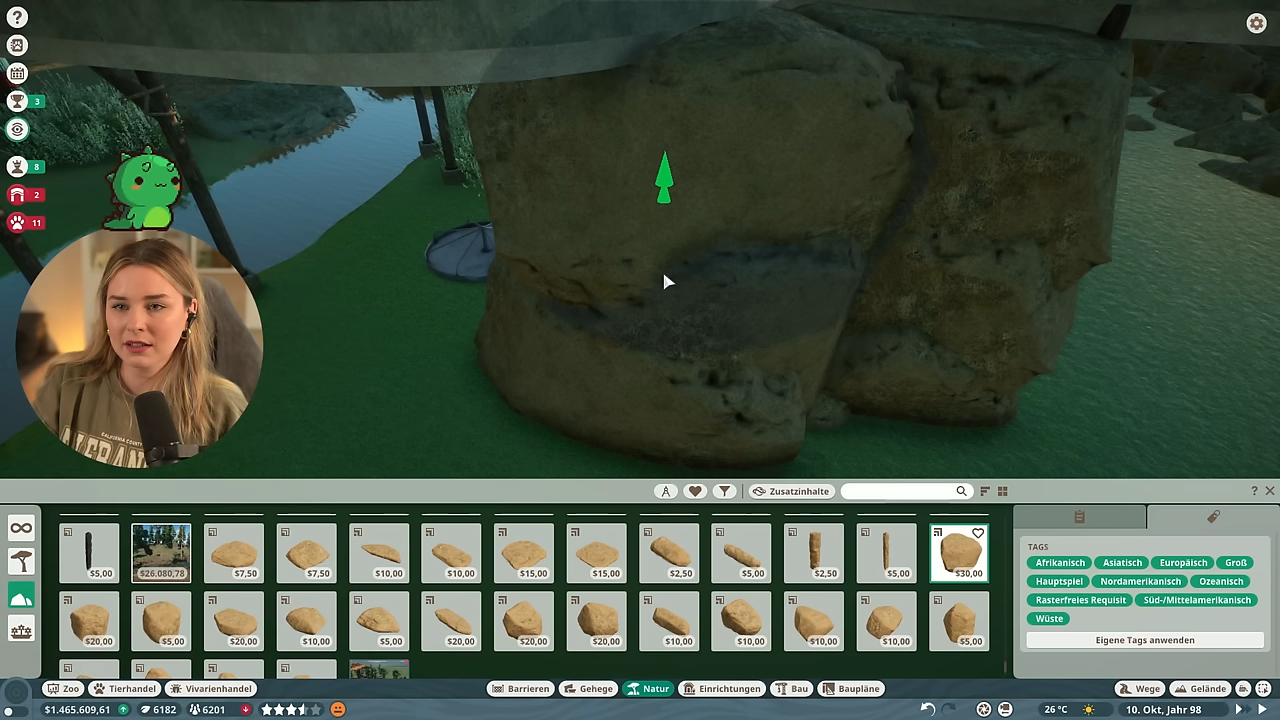 ?
3
8
2
11
CALIFORNIA COUNTY
Zusatzinhalte
?
$5,00
$26.080,78
$7,50
$7,50
$10,00
$10,00
$15,00
$15,00
$2,50
$5,00
$2,50
$5,00
$30,00
$20,00
$5,00
$20,00
$10,00
$5,00
$20,00
$20,00
$20,00
$10,00
$10,00
$10,00
$10,00
$5,00
TAGS
Afrikanisch
Asiatisch
Europäisch
Groß
Hauptspiel
Nordamerikanisch
Ozeanisch
Rasterfreies Requisit
Süd-/Mittelamerikanisch
Wüste
Eigene Tags anwenden
Zoo
Tierhandel
Vivarienhandel
Barrieren
Gehege
Natur
Einrichtungen
Bau
Baupläne
Wege
Gelände
$1.465.609,61
6182
6201
26 °C
10. Okt, Jahr 98